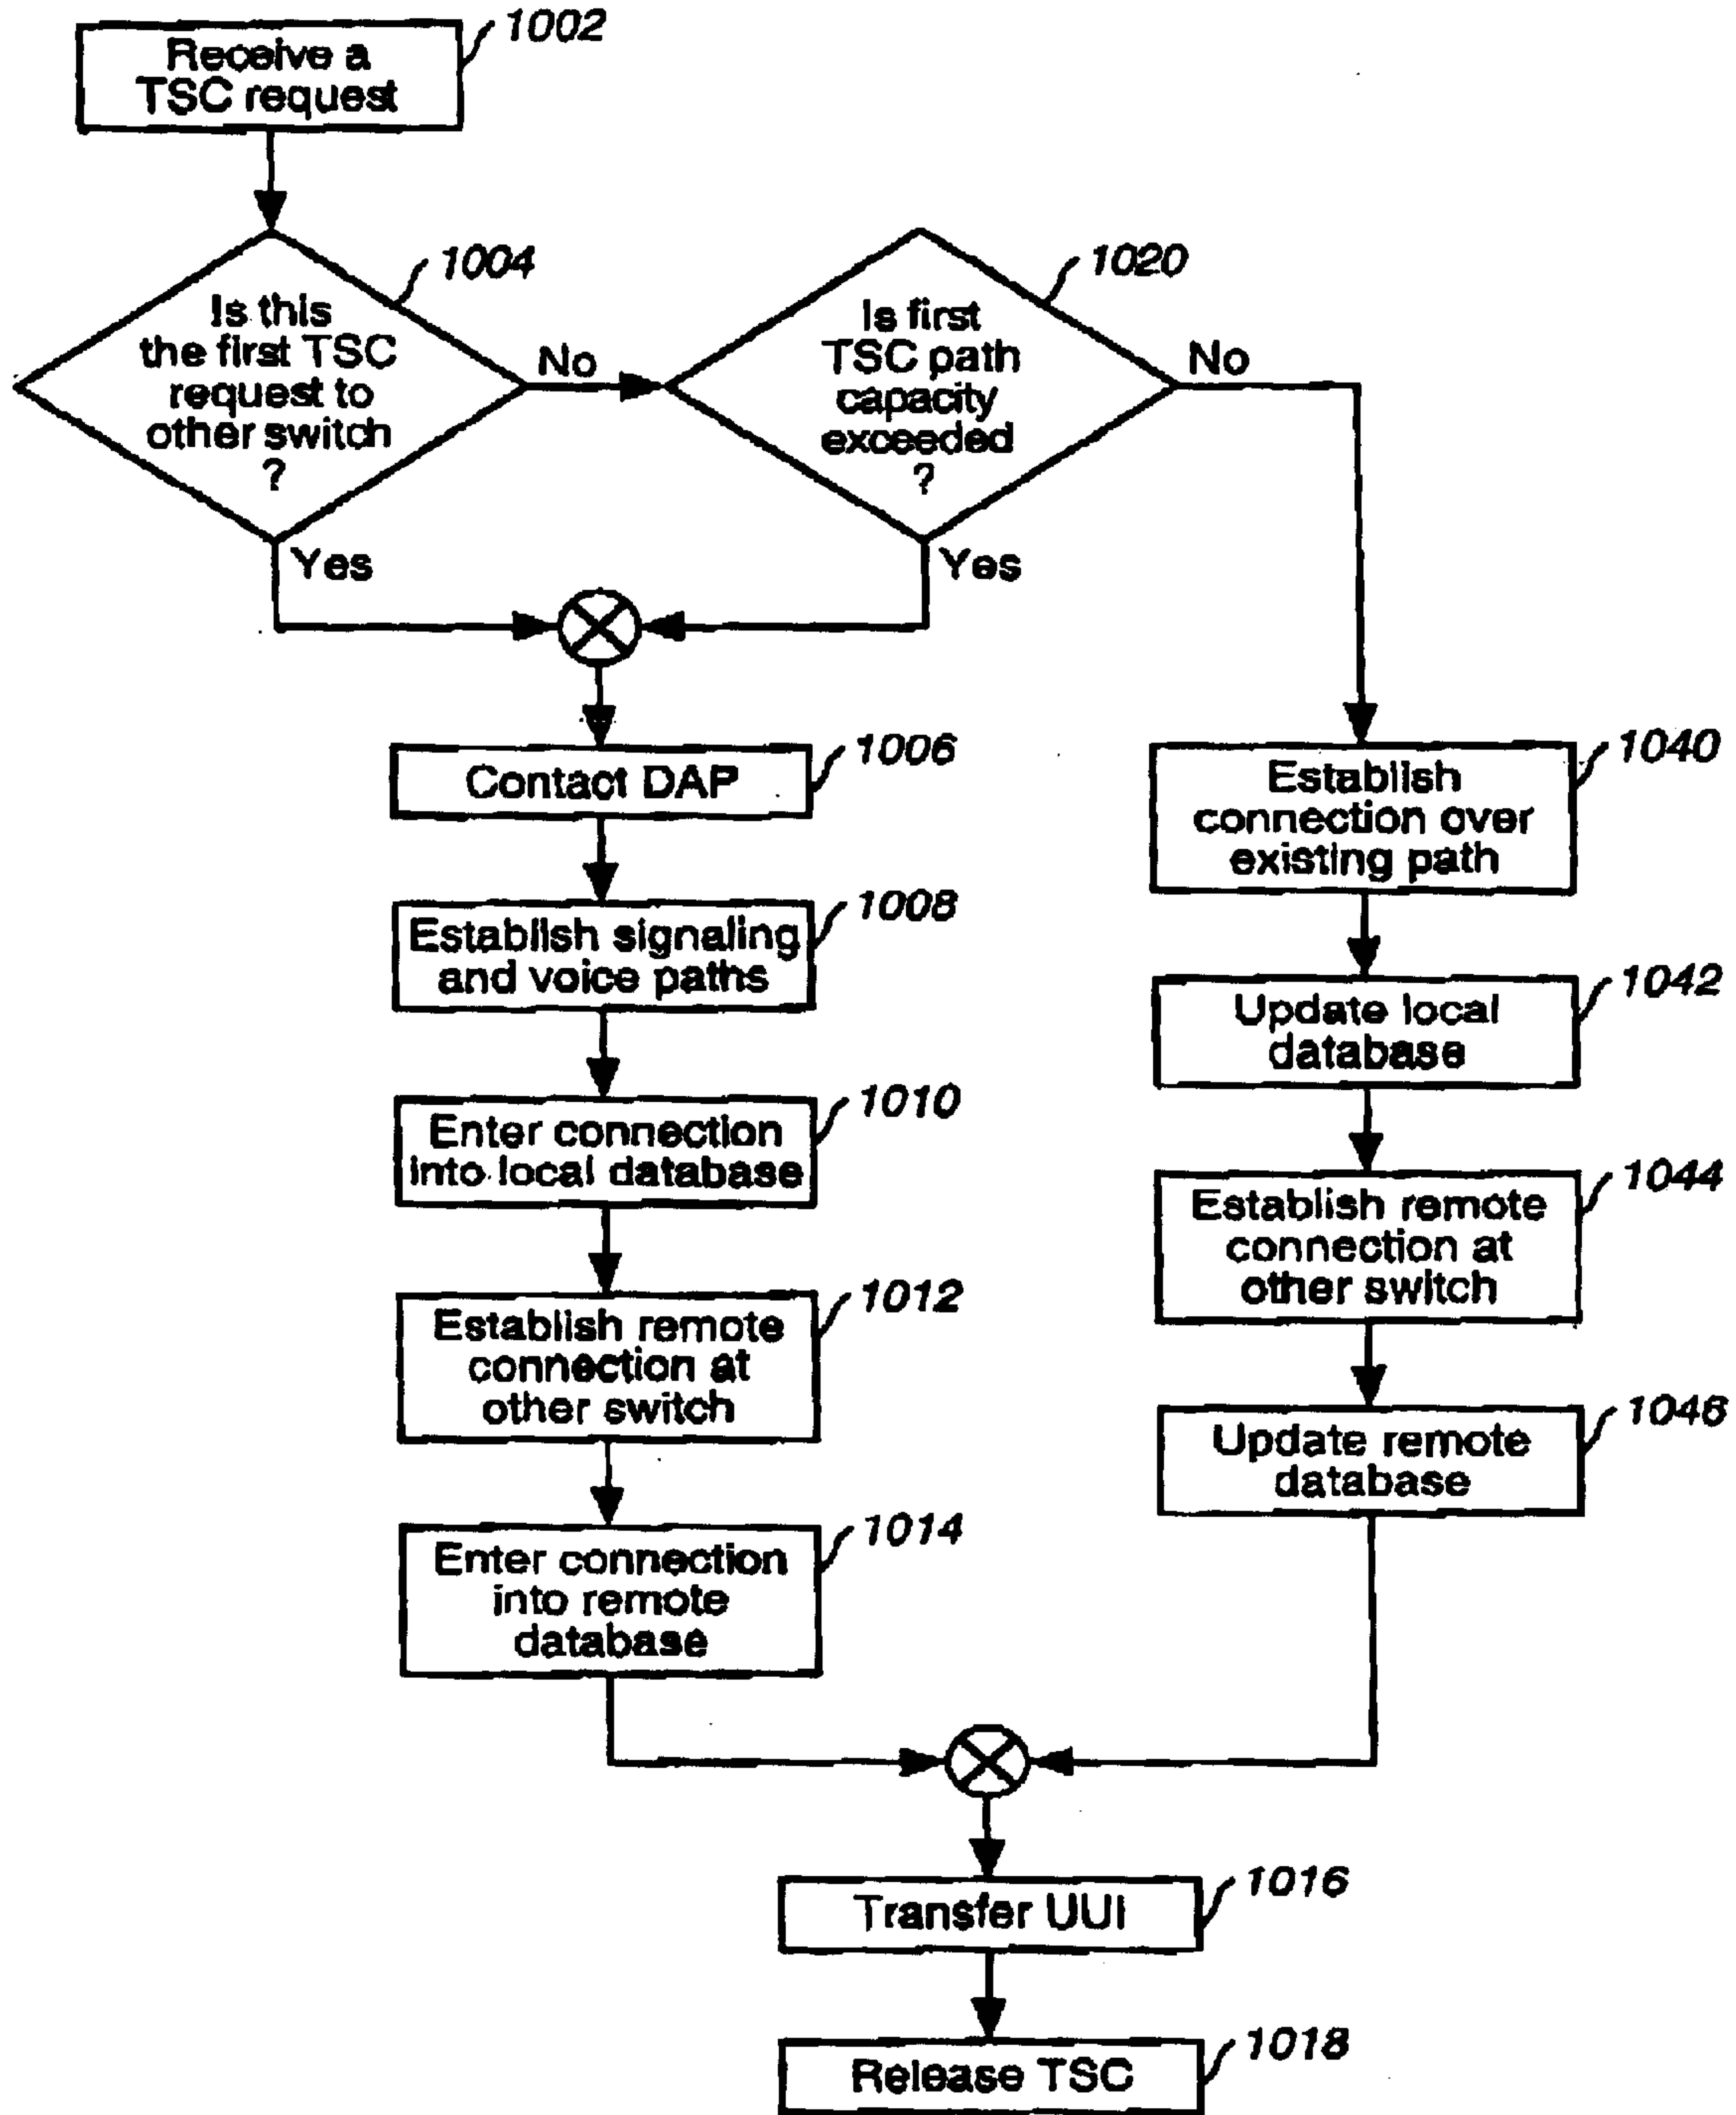 1002
Receive a
TSC request
1004
Is this
the first TSC
request to
other switch
?
No
Yes
1020
Is first
TSC path
capacity
exceeded
?
No
Yes
1006
Contact DAP
1008
Establish signaling
and voice paths
1010
Enter connection
into local database
1012
Establish remote
connection at
other switch
1014
Enter connection
into remote
database
1040
Establish
connection over
existing path
1042
Update local
database
1044
Establish remote
connection at
other switch
1046
Update remote
database
1016
Transfer UUI
1018
Release TSC